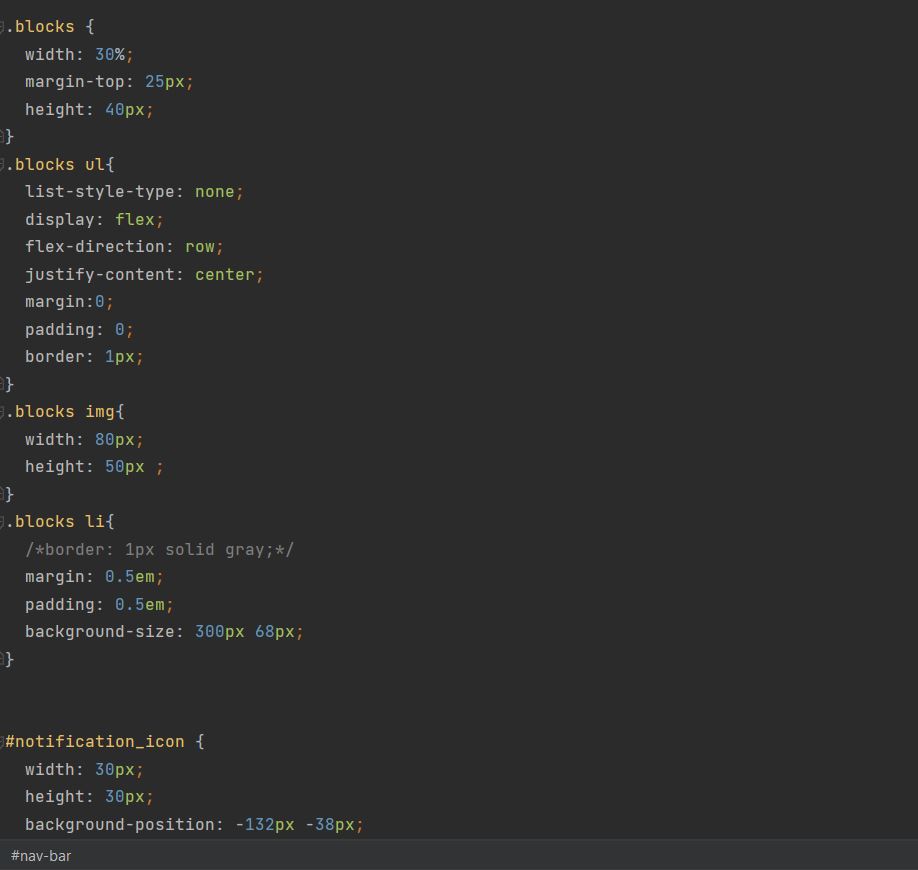 .blocks {
width: 30%;
margin-top: 25px;
height: 40px;
}
.blocks ul{
list-style-type: none;
display: flex;
flex-direction: row;
justify-content: center;
margin:0;
padding: 0;
border: 1px;
}
.blocks img{
width: 80px;
height: 50px ;
}
.blocks li{
/*border: 1px solid gray;*/
margin: 0.5em;
padding: 0.5em;
background-size: 300px 68px;
}
#notification_icon {
width: 30px;
height: 30px;
background-position: -132px -38px;
#nav-bar